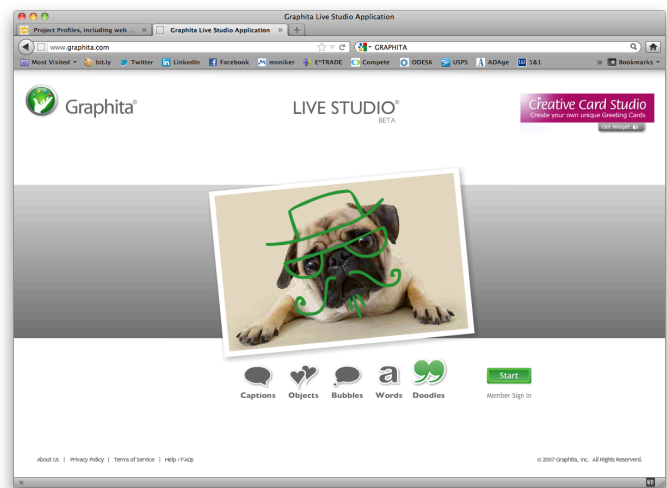 Graphita Live Studio Application
Project Profiles, including web ...
Graphita Live Studio Application
www.graphita.com
GRAPHITA
Most Visited
bit.ly
Twitter
LinkedIn
Facebook
moniker
E*TRADE
Compete
ODESK
USPS
ADAge
1&1
Bookmarks
Graphita®
LIVE STUDIO®
BETA
Creative Card Studio
Create your own unique Greeting Cards
Get Widget
Captions Objects Bubbles Words Doodles
Start
Member Sign In
About Us | Privacy Policy | Terms of Service | Help / FAQs
© 2007 Graphita, Inc. All Rights Reserverd.